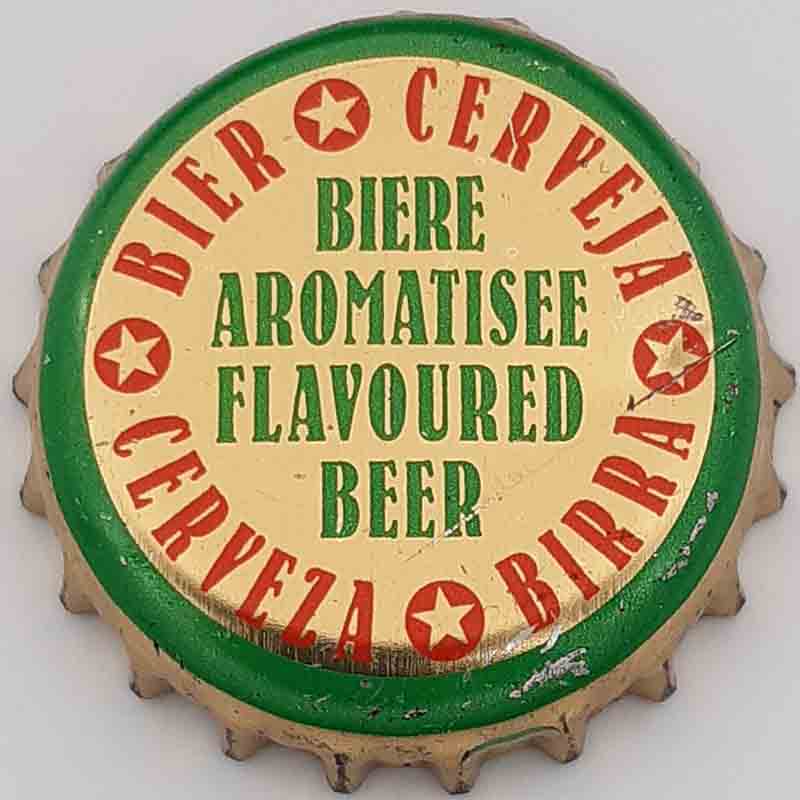 BIER
CERVEJA
BIERE
AROMATISEE
FLAVOURED
BEER
CERVEZA
BIRRA